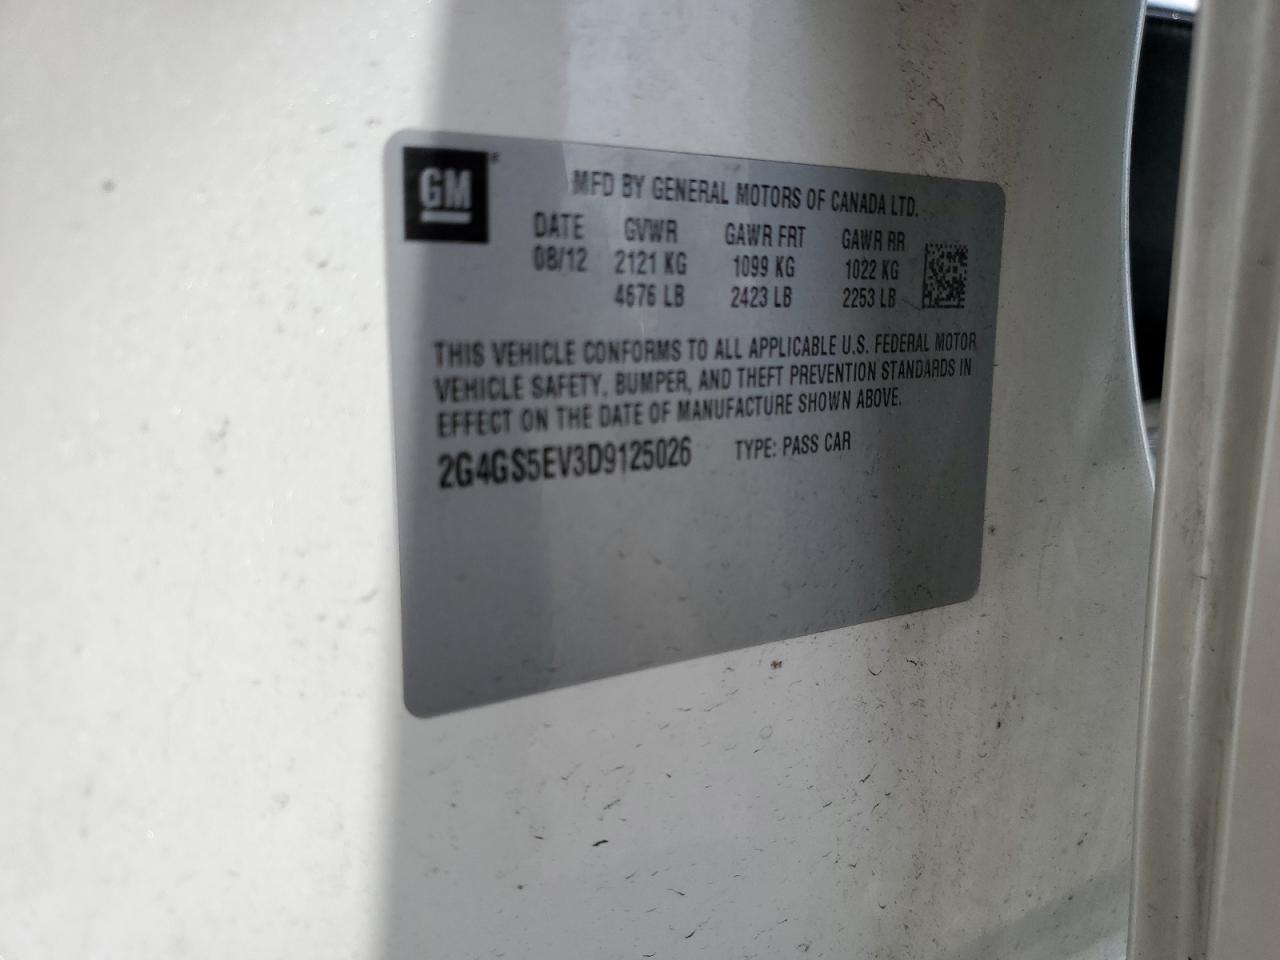 GM
MFD BY GENERAL MOTORS OF CANADA LTD.
DATE GVWR GAWR FRT GAWR RR
08/12 2121 KG 1099 KG 1022 KG
4676 LB 2423 LB 2253 LB
THIS VEHICLE CONFORMS TO ALL APPLICABLE U.S. FEDERAL MOTOR
VEHICLE SAFETY, BUMPER, AND THEFT PREVENTION STANDARDS IN
EFFECT ON THE DATE OF MANUFACTURE SHOWN ABOVE.
2G4GS5EV3D9125026 TYPE: PASS CAR